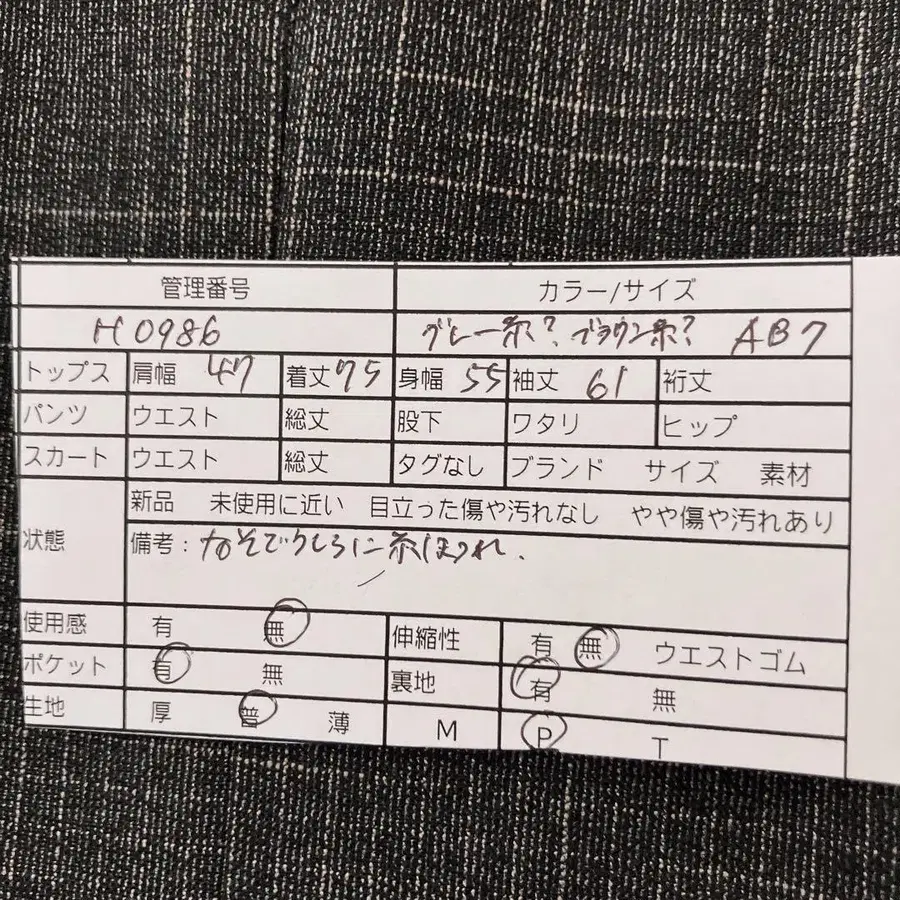 管理番号 カラー/サイズ
H0986 グレー系?、ブラウン系? AB7
トップス 肩幅 47 着丈 75 身幅 55 袖丈 61 裄丈
パンツ ウエスト 総丈 股下 ワタリ ヒップ
スカート ウエスト 総丈 タグなし ブランド サイズ 素材
状態 新品 未使用に近い 目立った傷や汚れなし やや傷や汚れあり
備考: 右そでうしろに糸ほつれ.
使用感 有 無 伸縮性 有 無 ウエストゴム
ポケット 有 無 裏地 有 無
生地 厚 普 薄 M P T